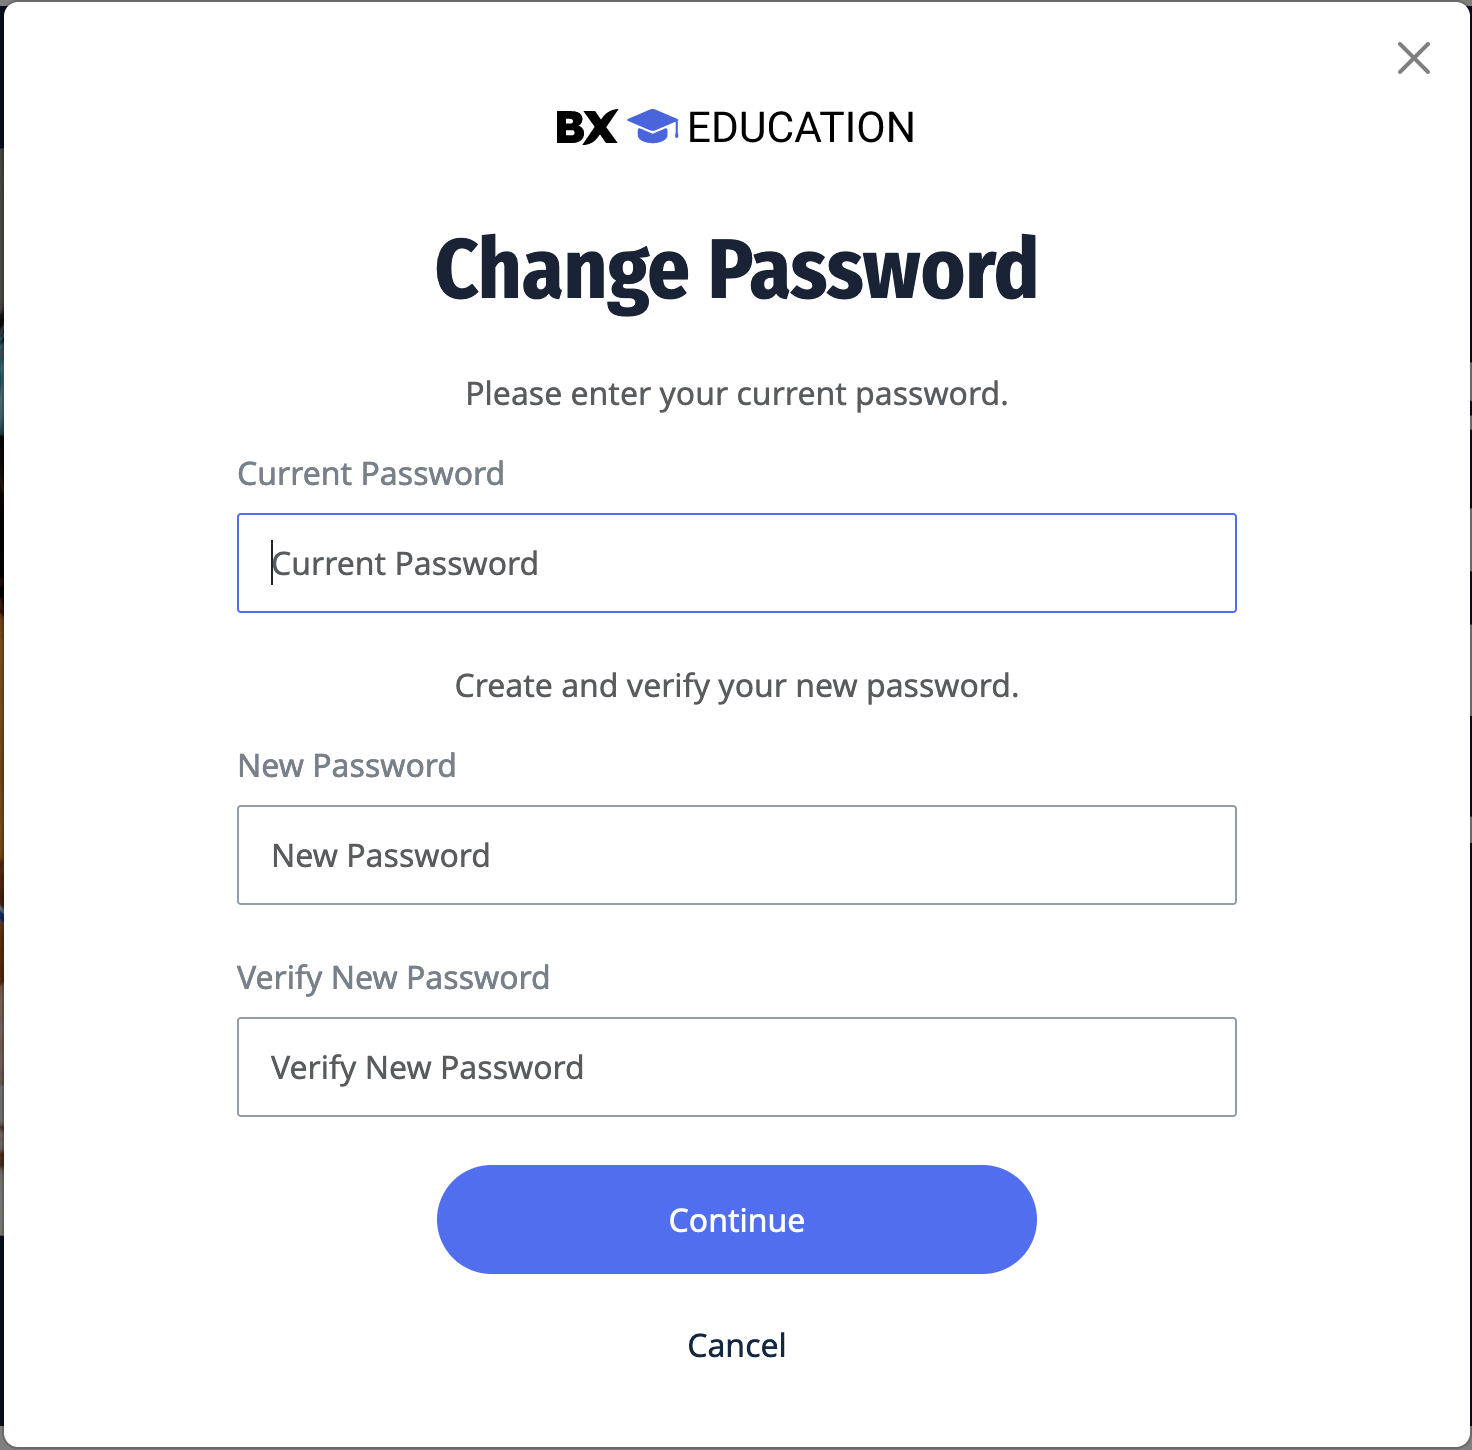 BX EDUCATION
Change Password
Please enter your current password.
Current Password
Current Password
Create and verify your new password.
New Password
New Password
Verify New Password
Verify New Password
Continue
Cancel